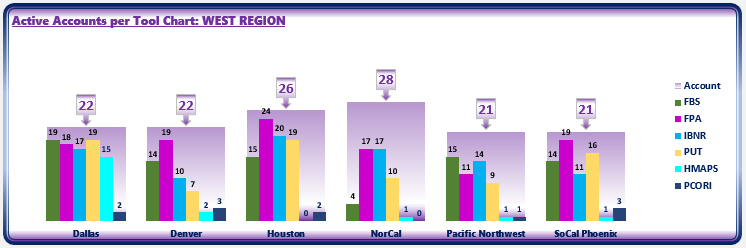 Active Accounts per Tool Chart: WEST REGION
22 22 26 28 21 21
19 18 17 19 15 2
14 19 10 7 2 3
15 24 20 19 0 2
4 17 17 10 1 0
15 11 14 9 1 1
14 19 11 16 1 3
Dallas Denver Houston NorCal Pacific Northwest SoCal Phoenix
Account
FBS
FPA
IBNR
PUT
HMAPS
PCORI